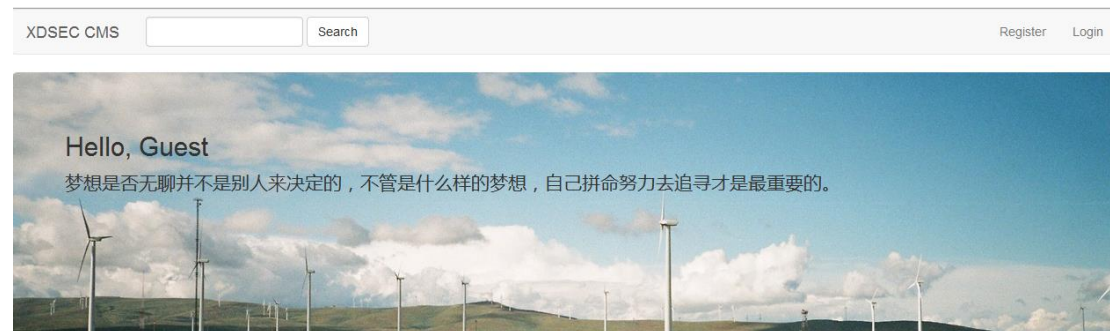 XDSEC CMS Search Register Login
Hello, Guest
梦想是否无聊并不是别人来决定的，不管是什么样的梦想，自己拼命努力去追寻才是最重要的。